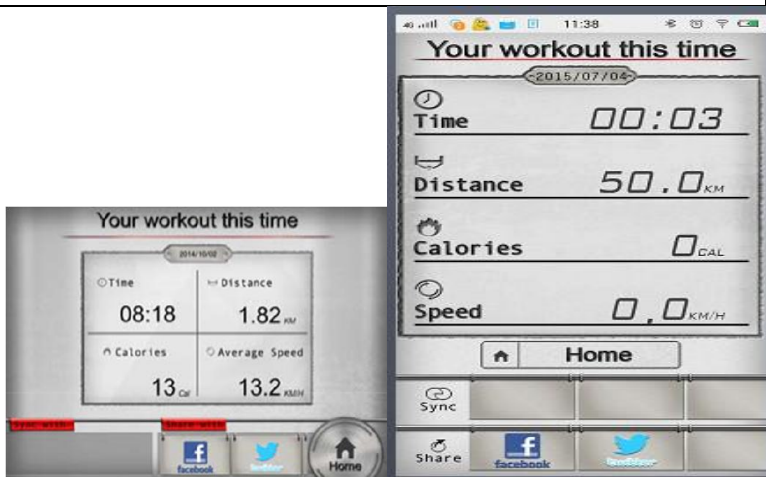 Your workout this time
2014/10/02
Time
Distance
08:18
1.82 KM
Calories
Average Speed
13 Cal
13.2 KM/H
Sync with
Share with
facebook
twitter
Home
4G
11:38
Your workout this time
2015/07/04
Time
00:03
Distance
50.0 KM
Calories
0 CAL
Speed
0.0 KM/H
Home
Sync
Share
facebook
twitter